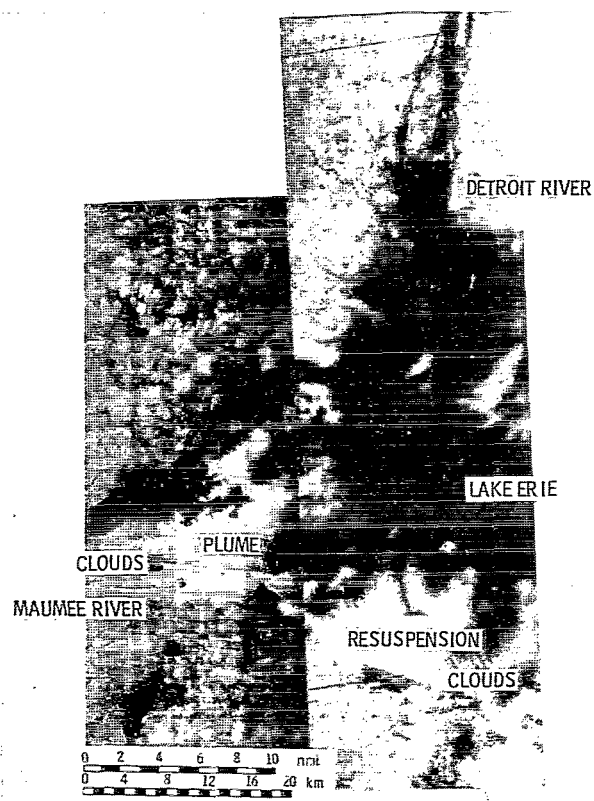 DETROIT RIVER
LAKE ERIE
PLUME
CLOUDS
MAUMEE RIVER
RESUSPENSION
CLOUDS
0 2 4 6 8 10 nmi
0 4 8 12 16 20 km